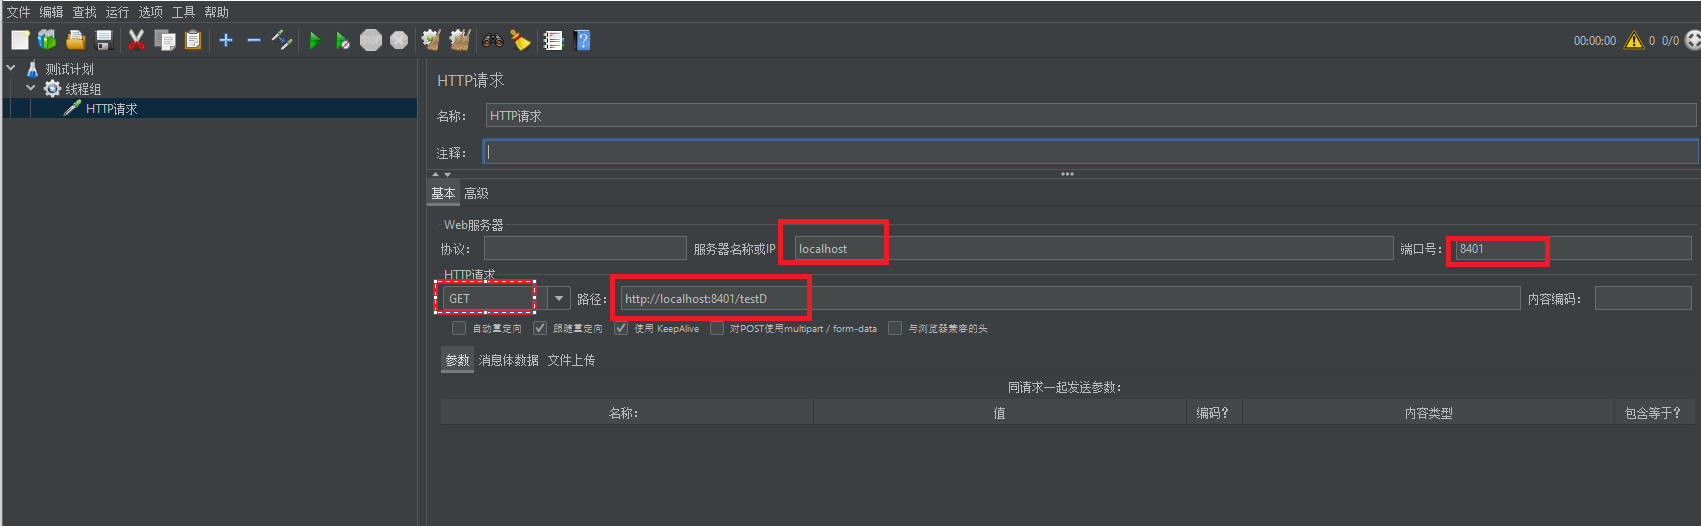 文件 编辑 查找 运行 选项 工具 帮助
STOP 00:00:00 0 0/0
测试计划
线程组
HTTP请求
HTTP请求
名称： HTTP请求
注释：
基本 高级
Web服务器
协议： 服务器名称或IP localhost 端口号： 8401
HTTP请求
GET 路径： http://localhost:8401/testD 内容编码：
自动重定向 跟随重定向 使用 KeepAlive 对POST使用multipart / form-data 与浏览器兼容的头
参数 消息体数据 文件上传
同请求一起发送参数：
名称： 值 编码? 内容类型 包含等于?